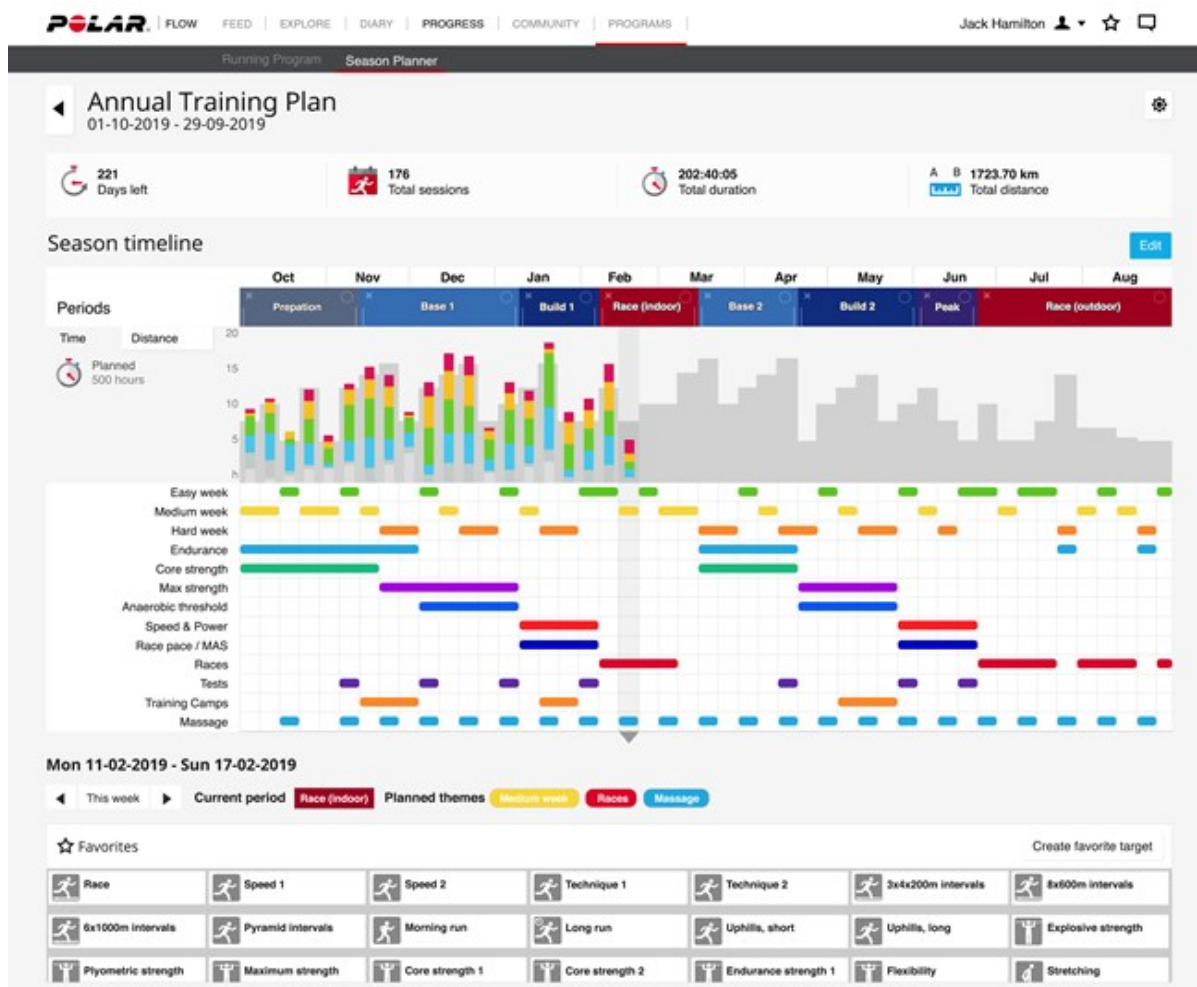 POLAR. FLOW FEED EXPLORE DIARY PROGRESS COMMUNITY PROGRAMS Jack Hamilton
Running Program Season Planner
Annual Training Plan
01-10-2019 - 29-09-2019
221
Days left
176
Total sessions
202:40:05
Total duration
A B
1723.70 km
Total distance
Season timeline Edit
Oct Nov Dec Jan Feb Mar Apr May Jun Jul Aug
Periods Prepation Base 1 Build 1 Race (indoor) Base 2 Build 2 Peak Race (outdoor)
Time Distance
Planned
500 hours
20
15
10
5
h
Easy week
Medium week
Hard week
Endurance
Core strength
Max strength
Anaerobic threshold
Speed & Power
Race pace / MAS
Races
Tests
Training Camps
Massage
Mon 11-02-2019 - Sun 17-02-2019
This week Current period Race (indoor) Planned themes Medium week Races Massage
Favorites Create favorite target
Race Speed 1 Speed 2 Technique 1 Technique 2 3x4x200m intervals 8x600m intervals
6x1000m intervals Pyramid intervals Morning run Long run Uphills, short Uphills, long Explosive strength
Plyometric strength Maximum strength Core strength 1 Core strength 2 Endurance strength 1 Flexibility Stretching